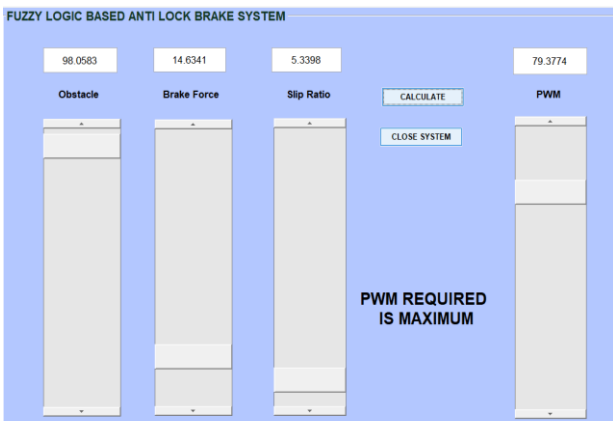 FUZZY LOGIC BASED ANTI LOCK BRAKE SYSTEM
98.0583
14.6341
5.3398
79.3774
Obstacle
Brake Force
Slip Ratio
CALCULATE
PWM
CLOSE SYSTEM
PWM REQUIRED
IS MAXIMUM